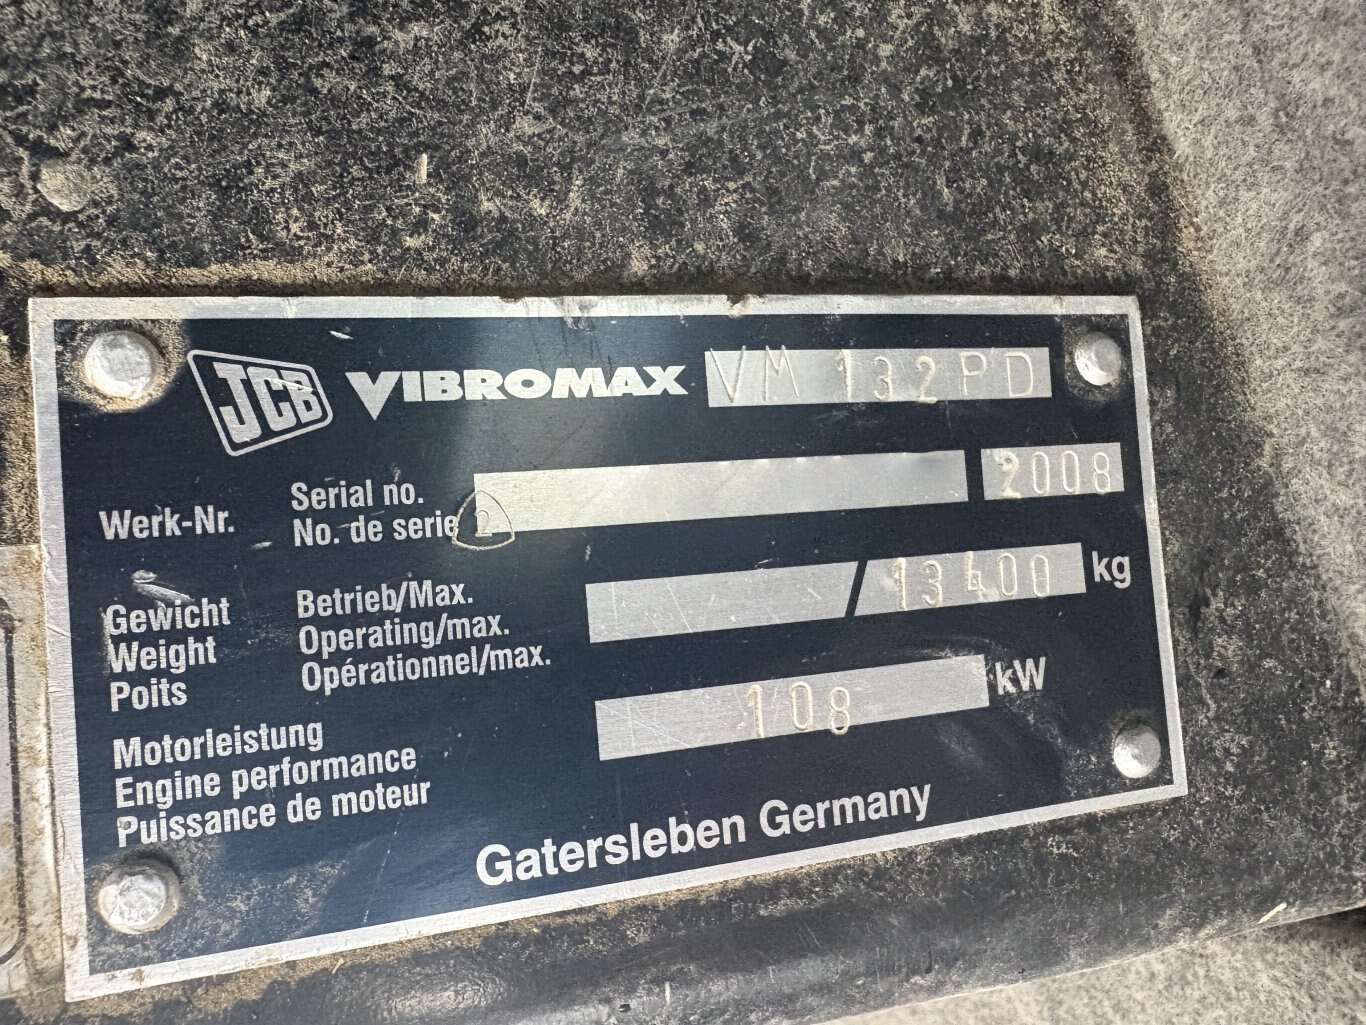 JCB VIBROMAX VM 132PD
Werk-Nr. Serial no.
No. de serie 2 2008
Gewicht Betrieb/Max.
Weight Operating/max. 13400 kg
Poits Opérationnel/max.
Motorleistung
Engine performance 108 kW
Puissance de moteur
Gatersleben Germany